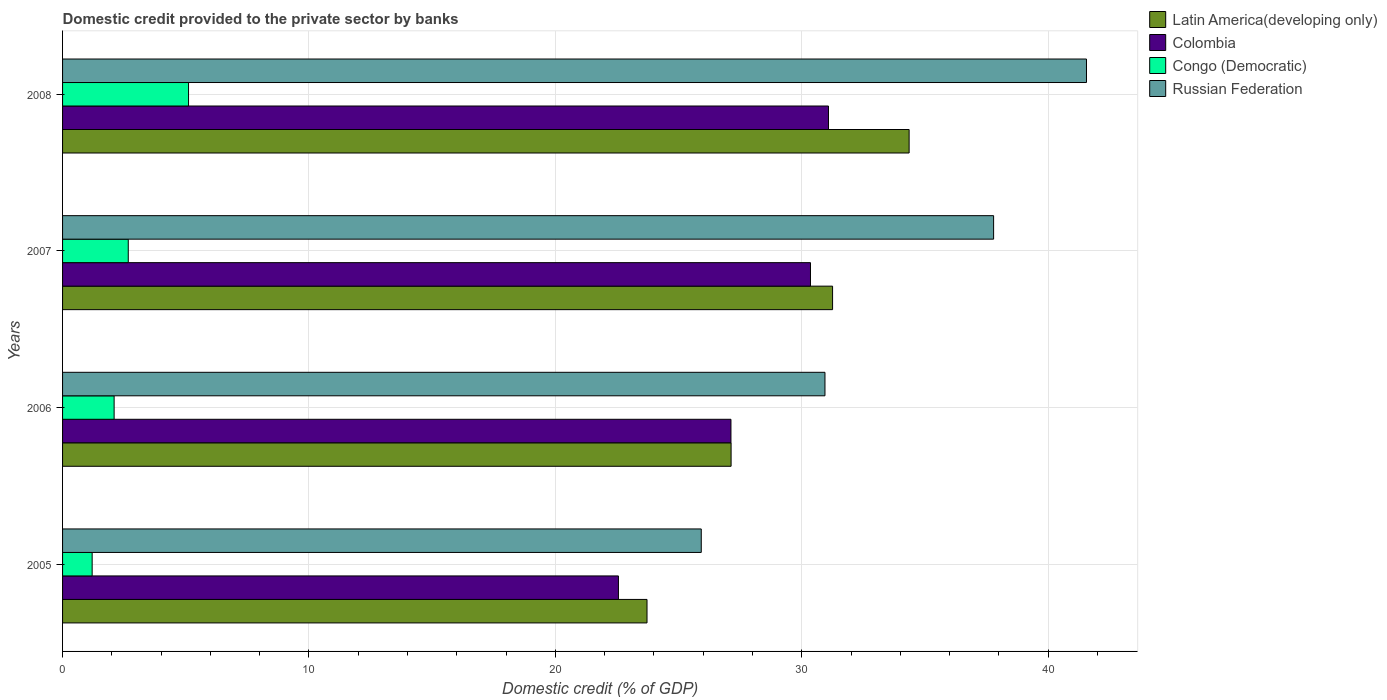 Domestic credit provided to the private sector by banks
Latin America(developing only)
Colombia
Congo (Democratic)
Russian Federation
2008
2007
2006
2005
Years
0
10
20
30
40
Domestic credit (% of GDP)